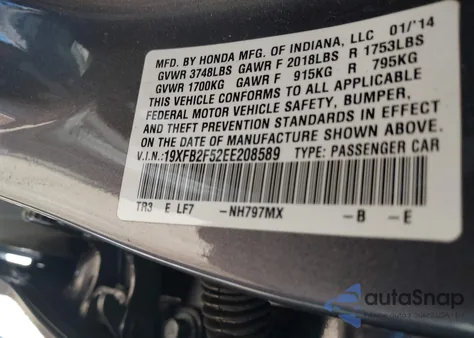 MFD. BY HONDA MFG. OF INDIANA, LLC 01/'14
GVWR 3748LBS GAWR F 2018LBS R 1753LBS
GVWR 1700KG GAWR F 915KG R 795KG
THIS VEHICLE CONFORMS TO ALL APPLICABLE
FEDERAL MOTOR VEHICLE SAFETY, BUMPER,
AND THEFT PREVENTION STANDARDS IN EFFECT
ON THE DATE OF MANUFACTURE SHOWN ABOVE.
V.I.N.:19XFB2F52EE208589 TYPE: PASSENGER CAR
TR3 E LF7 -NH797MX -B -E
autoSnap